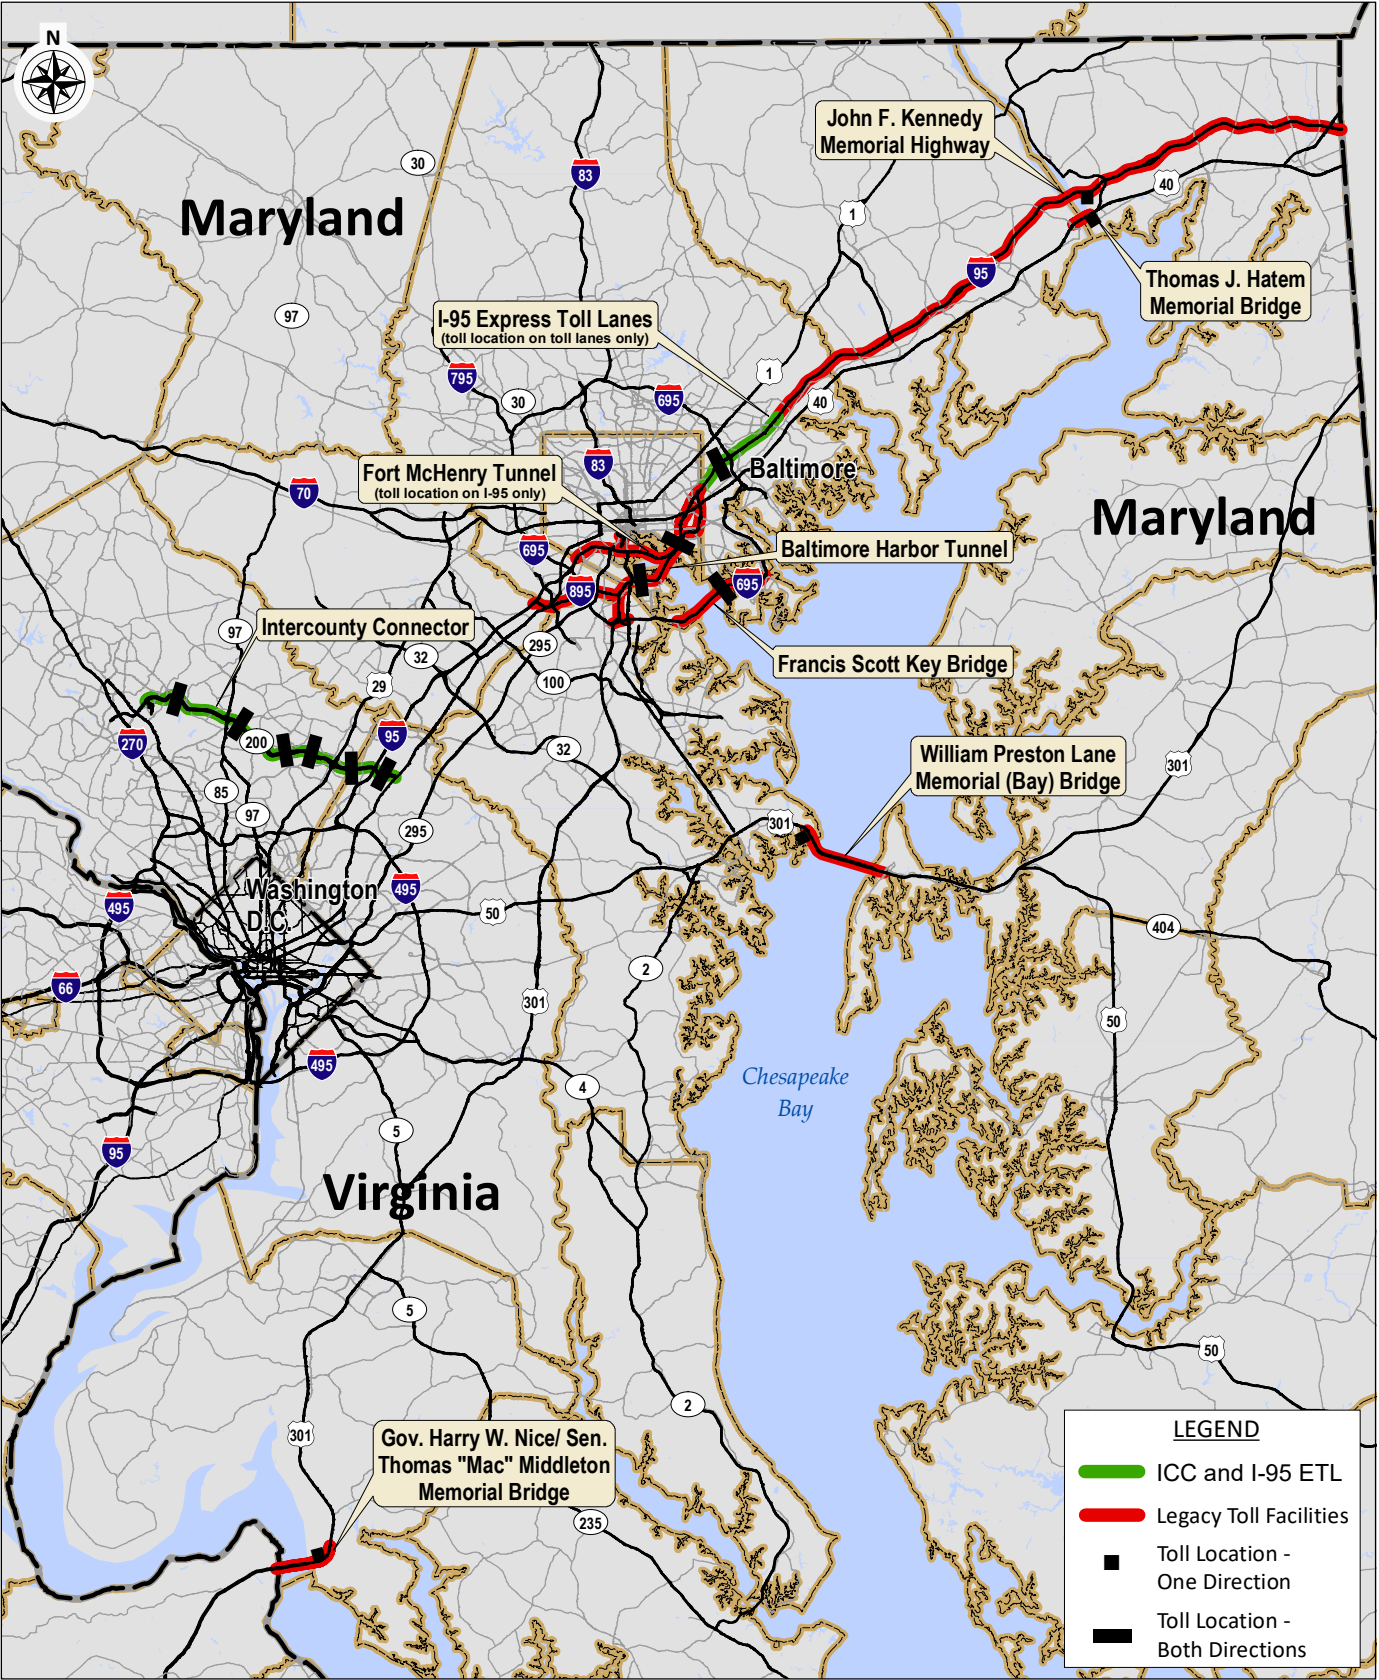 N
John F. Kennedy
Memorial Highway
30
83
Maryland
1
40
95
Thomas J. Hatem
Memorial Bridge
97
I-95 Express Toll Lanes
(toll location on toll lanes only)
795
30
695
1
40
83
Baltimore
Fort McHenry Tunnel
(toll location on I-95 only)
70
Maryland
695
Baltimore Harbor Tunnel
895
695
Intercounty Connector
97
32
295
Francis Scott Key Bridge
29
100
200
270
95
32
William Preston Lane
Memorial (Bay) Bridge
301
85
97
295
301
Washington
D.C.
495
495
50
404
66
2
301
50
495
Chesapeake
Bay
4
5
95
Virginia
5
50
2
301
Gov. Harry W. Nice/ Sen.
Thomas "Mac" Middleton
Memorial Bridge
235
LEGEND
ICC and I-95 ETL
Legacy Toll Facilities
Toll Location -
One Direction
Toll Location -
Both Directions